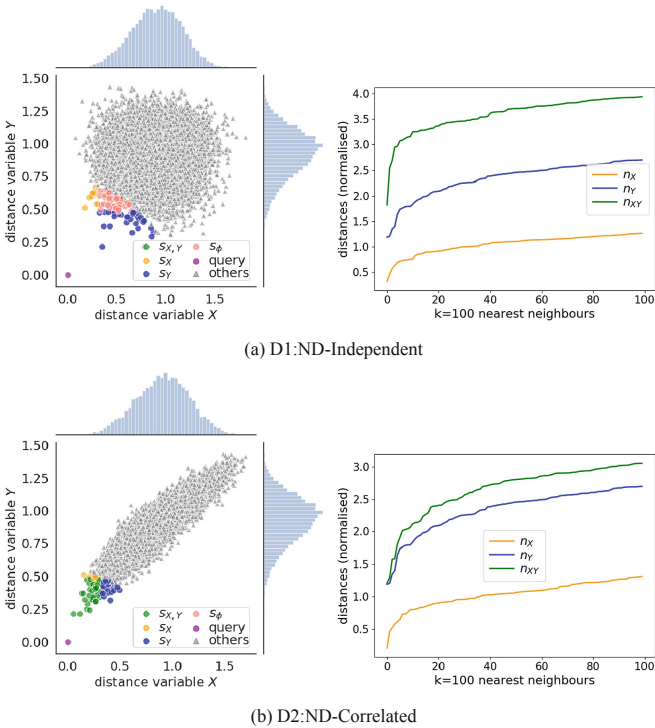 1.50
1.25
1.00
0.75
0.50
0.25
0.00
distance variable Y
s_{X,Y}
s_X
s_Y
s_ϕ
query
others
0.0 0.5 1.0 1.5
distance variable X
4.0
3.5
3.0
2.5
2.0
1.5
1.0
0.5
distances (normalised)
n_X
n_Y
n_{XY}
0 20 40 60 80 100
k=100 nearest neighbours
(a) D1:ND-Independent
1.50
1.25
1.00
0.75
0.50
0.25
0.00
distance variable Y
s_{X,Y}
s_X
s_Y
s_ϕ
query
others
0.0 0.5 1.0 1.5
distance variable X
3.0
2.5
2.0
1.5
1.0
0.5
distances (normalised)
n_X
n_Y
n_{XY}
0 20 40 60 80 100
k=100 nearest neighbours
(b) D2:ND-Correlated